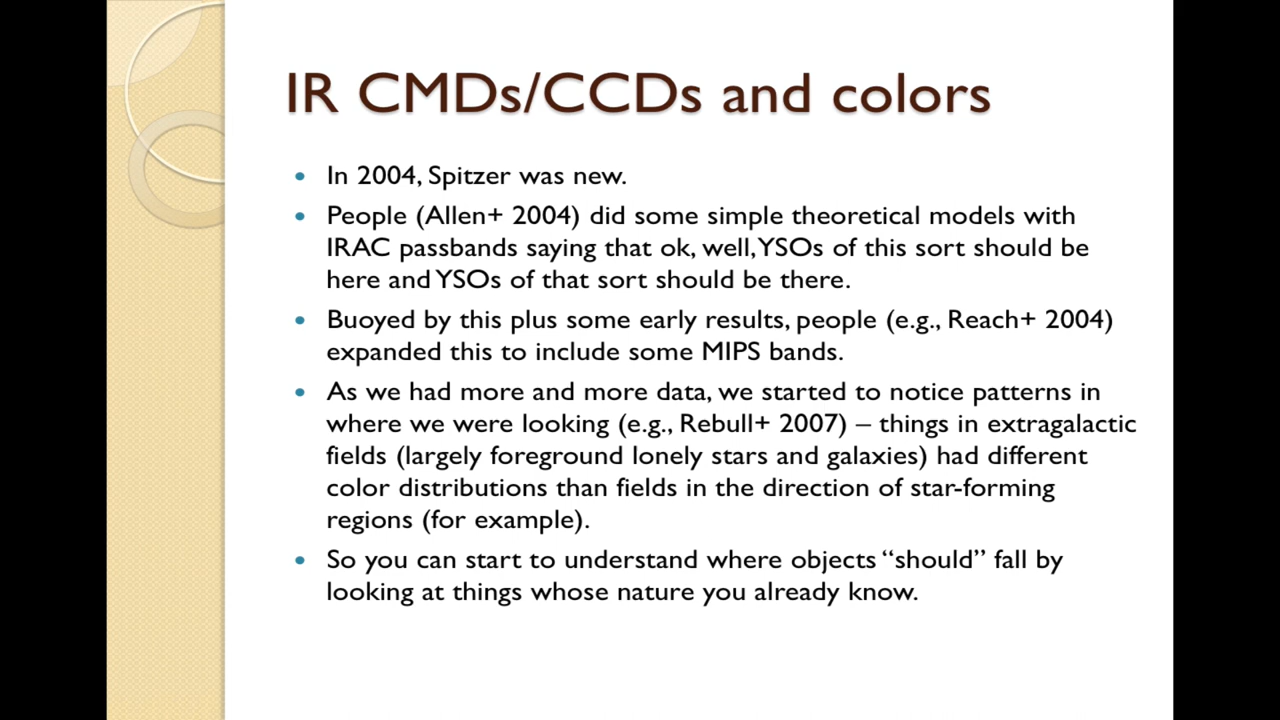 IR CMDs/CCDs and colors
• In 2004, Spitzer was new.
• People (Allen+ 2004) did some simple theoretical models with
IRAC passbands saying that ok, well, YSOs of this sort should be
here and YSOs of that sort should be there.
• Buoyed by this plus some early results, people (e.g., Reach+ 2004)
expanded this to include some MIPS bands.
• As we had more and more data, we started to notice patterns in
where we were looking (e.g., Rebull+ 2007) – things in extragalactic
fields (largely foreground lonely stars and galaxies) had different
color distributions than fields in the direction of star-forming
regions (for example).
• So you can start to understand where objects “should” fall by
looking at things whose nature you already know.